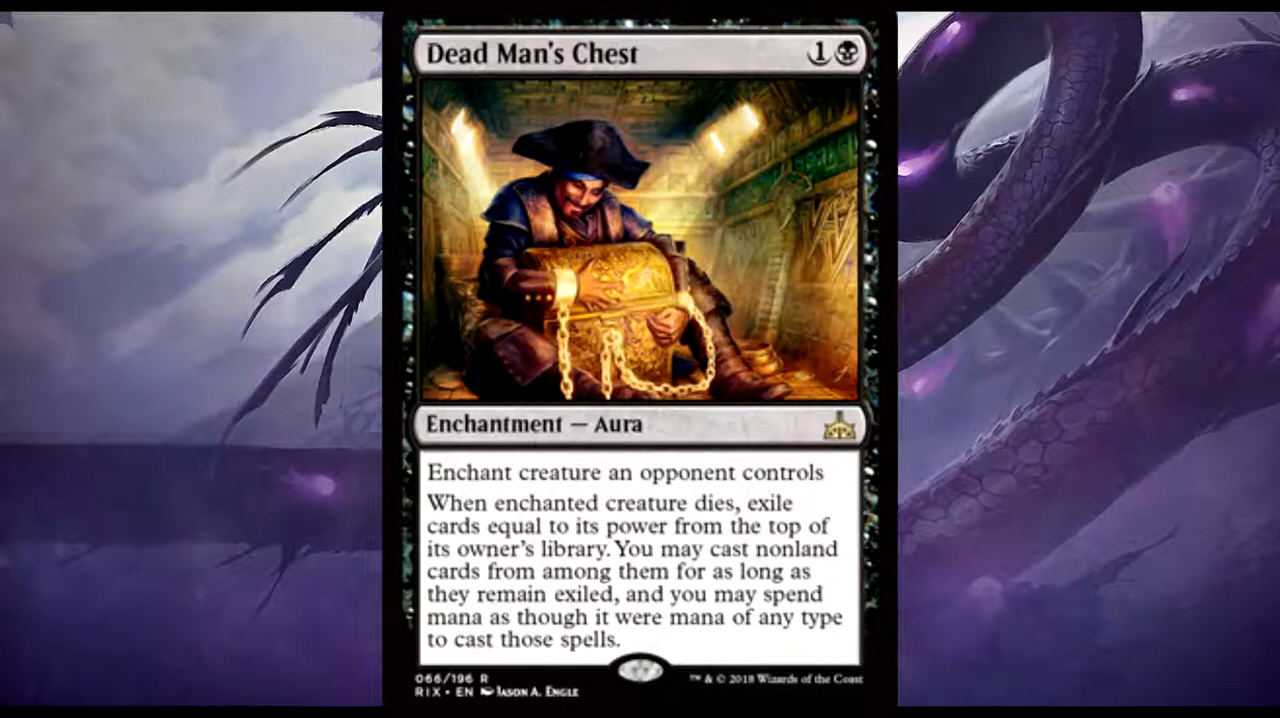 Dead Man's Chest 1
Enchantment — Aura
Enchant creature an opponent controls
When enchanted creature dies, exile
cards equal to its power from the top of
its owner's library. You may cast nonland
cards from among them for as long as
they remain exiled, and you may spend
mana as though it were mana of any type
to cast those spells.
066/196 R
RIX • EN Jason A. Engle
™ & © 2018 Wizards of the Coast